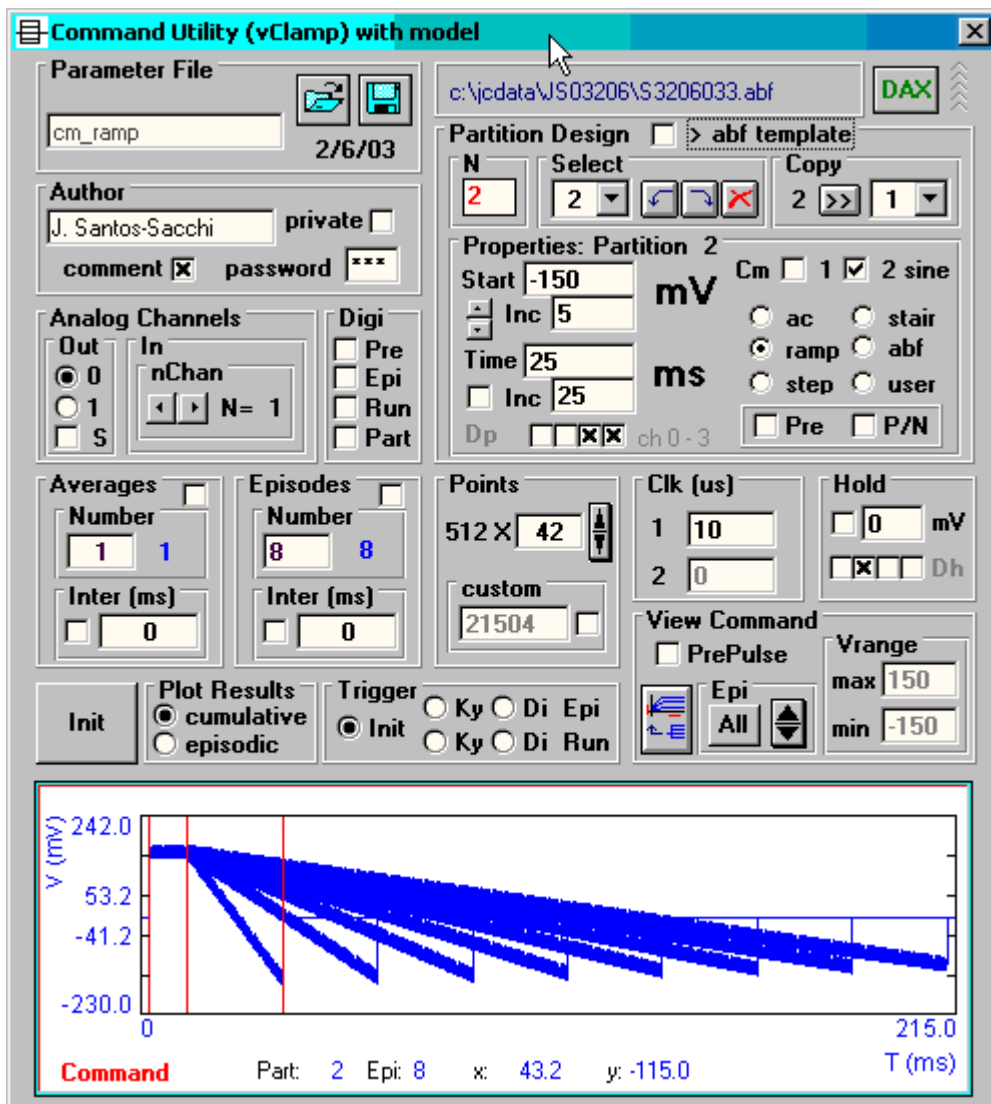 Command Utility (vClamp) with model
Parameter File
cm_ramp
2/6/03
c:\jcdata\JS03206\S3206033.abf
DAX
Author
J. Santos-Sacchi
private
comment
password
***
Partition Design
> abf template
N
2
Select
2
Copy
2 >> 1
Properties: Partition 2
Start -150
mV
Inc 5
Time 25
ms
Inc 25
Dp
ch 0 - 3
Cm 1 2 sine
ac stair
ramp abf
step user
Pre P/N
Analog Channels
Out
0
1
S
In
nChan
N= 1
Digi
Pre
Epi
Run
Part
Averages
Number
1 1
Inter (ms)
0
Episodes
Number
8 8
Inter (ms)
0
Points
512 X 42
custom
21504
Clk (us)
1 10
2 0
Hold
0 mV
Dh
View Command
PrePulse
Epi
All
Vrange
max 150
min -150
Init
Plot Results
cumulative
episodic
Trigger
Init
Ky Di Epi
Ky Di Run
V (mV)
242.0
53.2
-41.2
-230.0
0
215.0
T (ms)
Command
Part: 2 Epi: 8 x: 43.2 y: -115.0